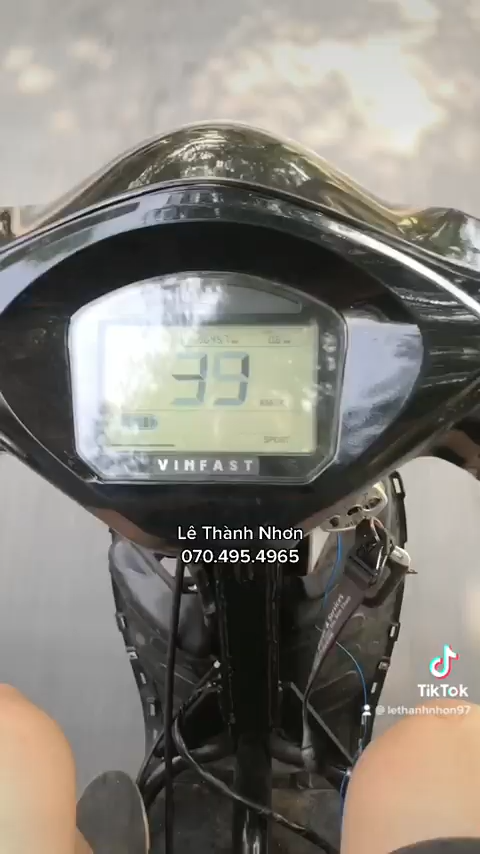 39
KM/H
SPORT
VINFAST
Lê Thành Nhơn
070.495.4965
TikTok
@lethanhnhon97